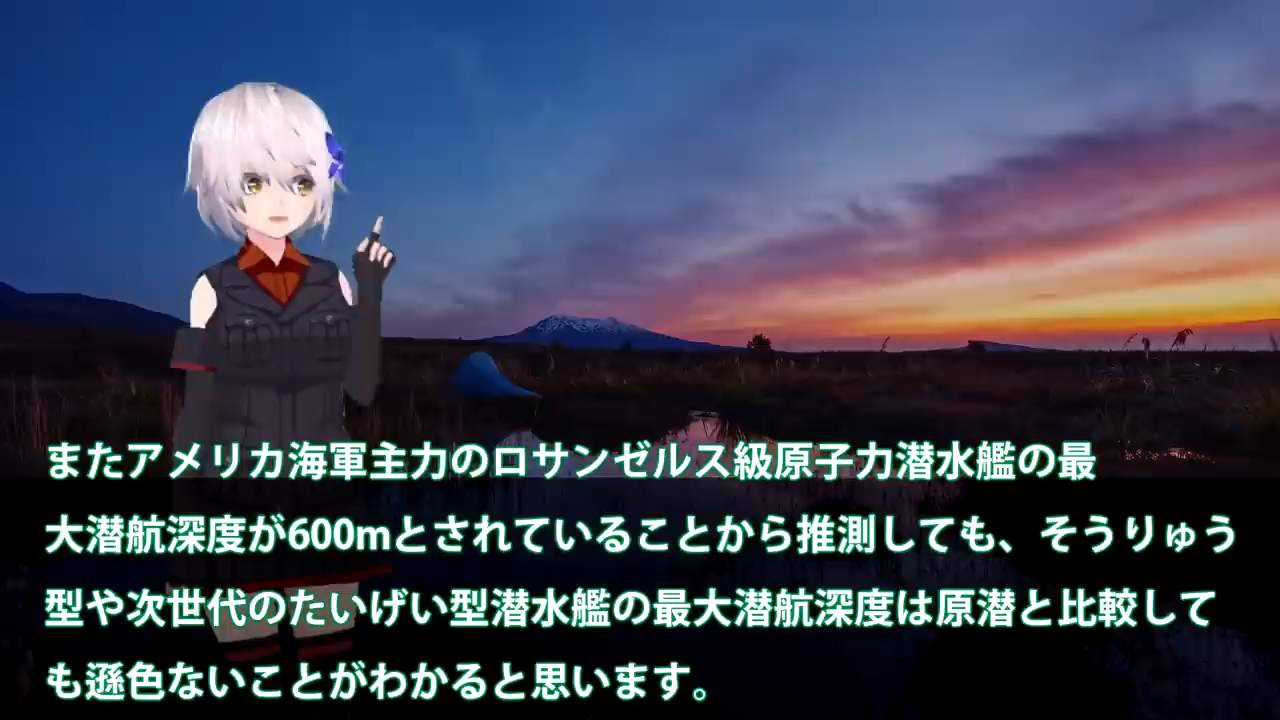 またアメリカ海軍主力のロサンゼルス級原子力潜水艦の最
大潜航深度が600mとされていることから推測しても、そうりゅう
型や次世代のたいげい型潜水艦の最大潜航深度は原潜と比較して
も遜色ないことがわかると思います。